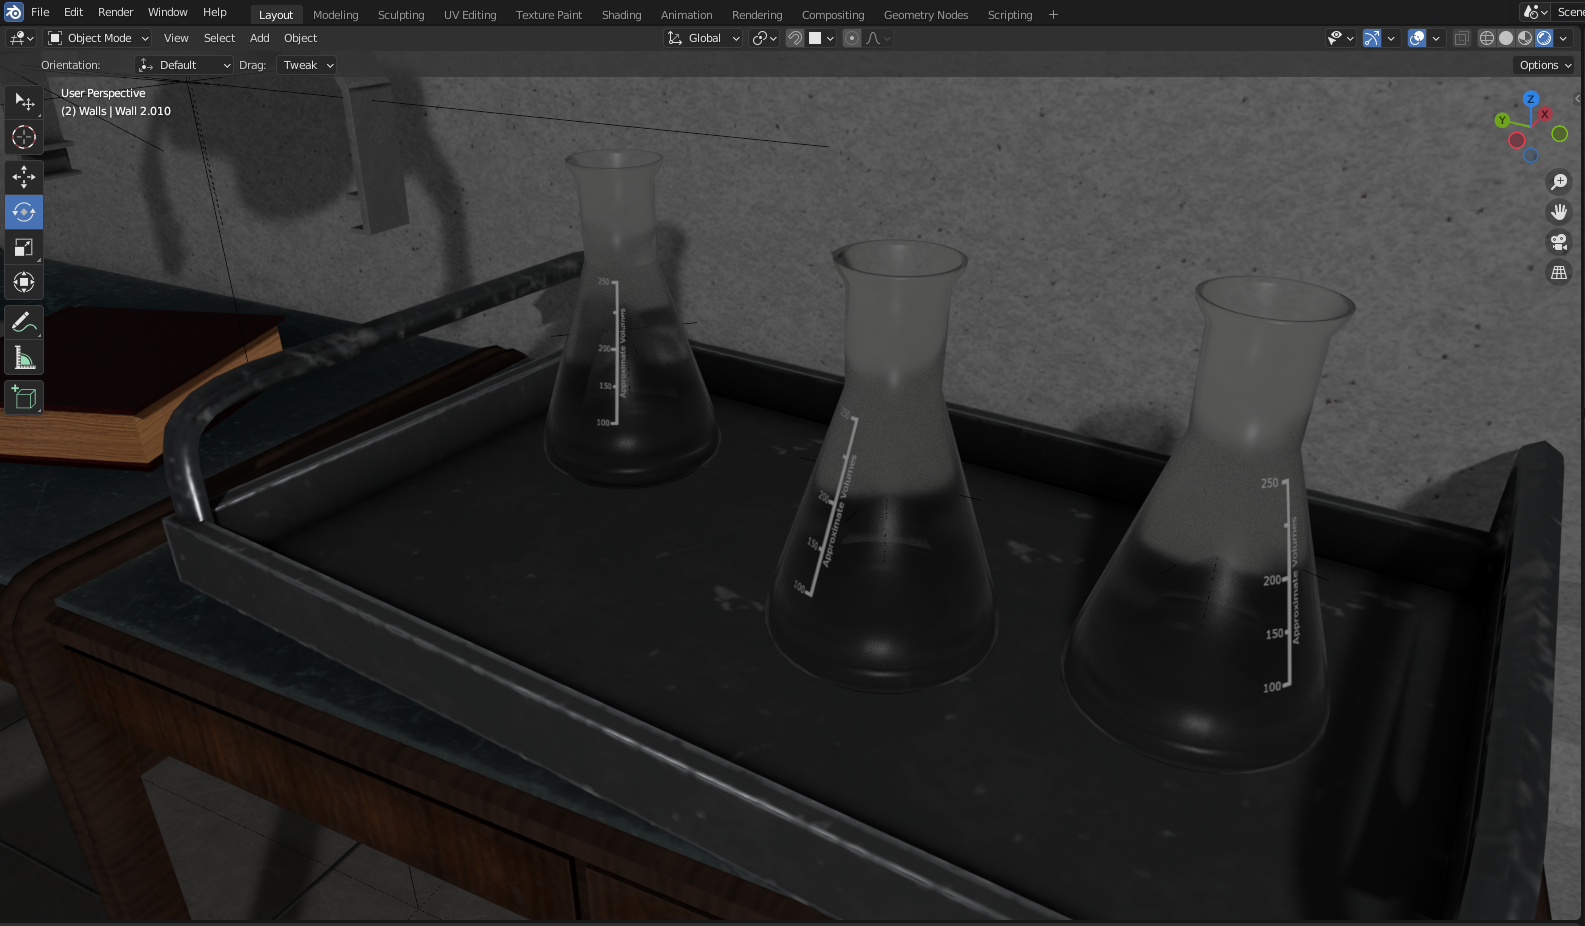 File Edit Render Window Help Layout Modeling Sculpting UV Editing Texture Paint Shading Animation Rendering Compositing Geometry Nodes Scripting + Scene
Object Mode View Select Add Object Global
Orientation: Default Drag: Tweak Options
User Perspective
(2) Walls | Wall 2.010
Z
X
Y
250
200
150
100
Approximate Volumes
250
200
150
100
Approximate Volumes
250
200
150
100
Approximate Volumes